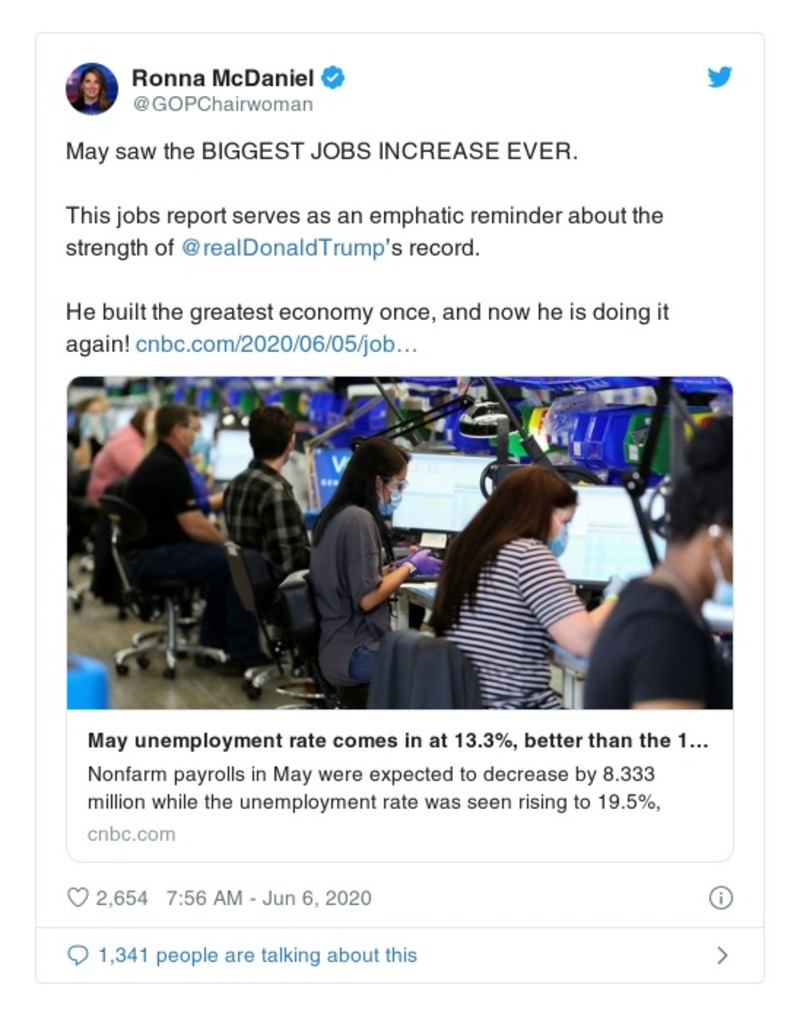 Ronna McDaniel
@GOPChairwoman
May saw the BIGGEST JOBS INCREASE EVER.
This jobs report serves as an emphatic reminder about the
strength of @realDonaldTrump's record.
He built the greatest economy once, and now he is doing it
again! cnbc.com/2020/06/05/job…
May unemployment rate comes in at 13.3%, better than the 1…
Nonfarm payrolls in May were expected to decrease by 8.333
million while the unemployment rate was seen rising to 19.5%,
cnbc.com
2,654 7:56 AM - Jun 6, 2020
1,341 people are talking about this